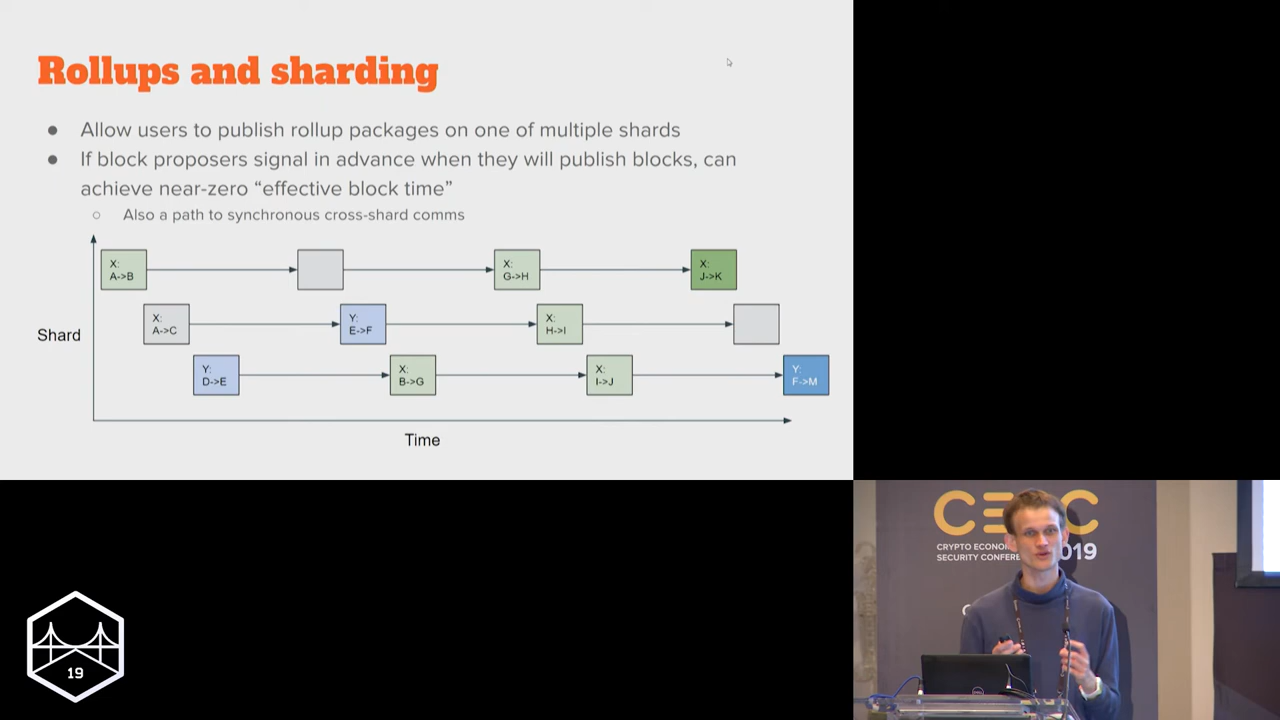 Rollups and sharding
● Allow users to publish rollup packages on one of multiple shards
● If block proposers signal in advance when they will publish blocks, can
achieve near-zero “effective block time”
○ Also a path to synchronous cross-shard comms
X:
A->B
X:
G->H
X:
J->K
X:
A->C
Y:
E->F
X:
H->I
Shard
Y:
D->E
X:
B->G
X:
I->J
Y:
F->M
Time
CRYPTO
SECURITY
2019
19